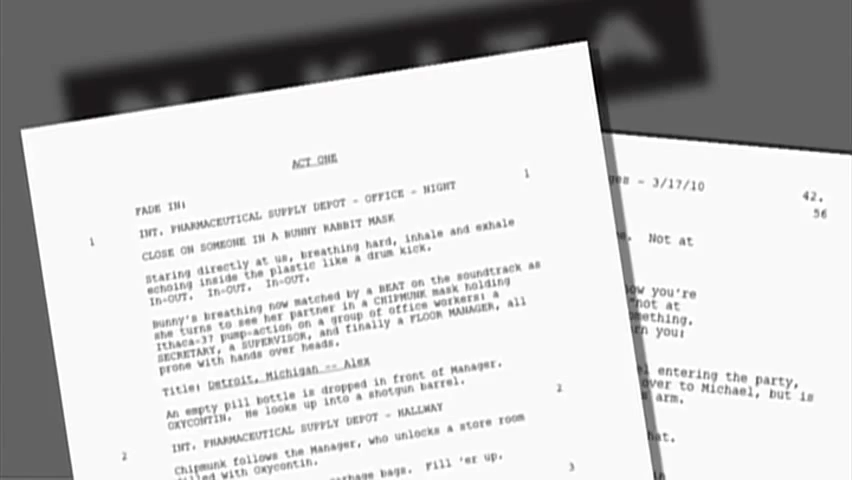 NIKITA
ACT ONE
1
FADE IN:
1 INT. PHARMACEUTICAL SUPPLY DEPOT - OFFICE - NIGHT
CLOSE ON SOMEONE IN A BUNNY RABBIT MASK
Staring directly at us, breathing hard, inhale and exhale
echoing inside the plastic like a drum kick.
In-OUT. In-OUT. In-OUT.
Bunny's breathing now matched by a BEAT on the soundtrack as
she turns to see her partner in a CHIPMUNK mask holding
Ithaca-37 pump-action on a group of office workers: a
SECRETARY, a SUPERVISOR, and finally a FLOOR MANAGER, all
prone with hands over heads.
Title: Detroit, Michigan -- Alex
An empty pill bottle is dropped in front of Manager.
OXYCONTIN. He looks up into a shotgun barrel.
2
2 INT. PHARMACEUTICAL SUPPLY DEPOT - HALLWAY
Chipmunk follows the Manager, who unlocks a store room
filled with Oxycontin.
3
garbage bags. Fill 'er up.
- 3/17/10 42.
56
Not at
you're
"not at
you:
entering the party,
over to Michael, but is
arm.